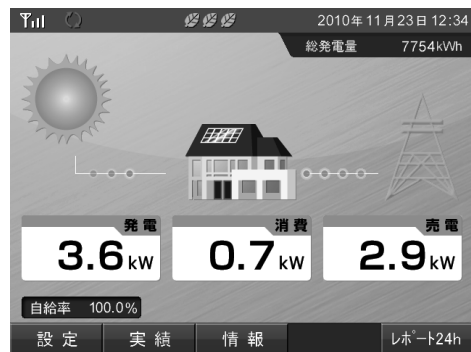 2010年11月23日 12:34
総発電量 7754kWh
発電 消費 売電
3.6kW 0.7kW 2.9kW
自給率 100.0%
設定 実績 情報 レポート24h